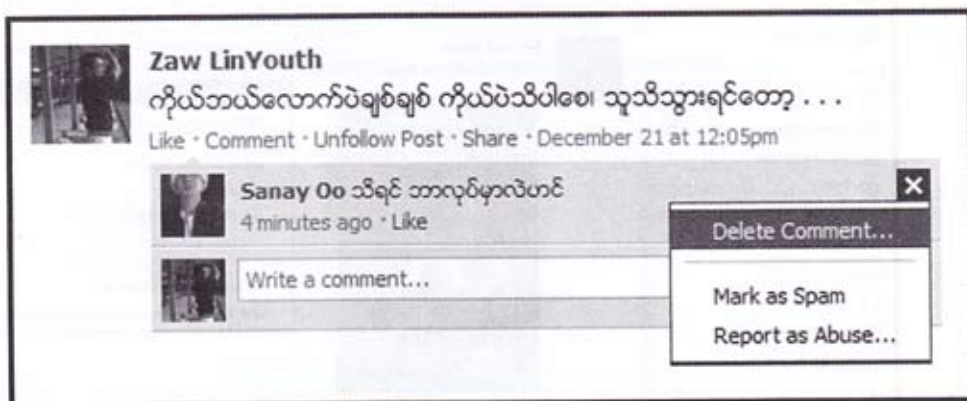 Zaw LinYouth
ကိုယ်ဘယ်လောက်ပဲချစ်ချစ် ကိုယ်ပဲသိပါစေ၊ သူသိသွားရင်တော့ . . .
Like · Comment · Unfollow Post · Share · December 21 at 12:05pm
Sanay Oo သိရင် ဘာလုပ်မှာလဲဟင်
4 minutes ago · Like
Write a comment...
Delete Comment...
Mark as Spam
Report as Abuse...